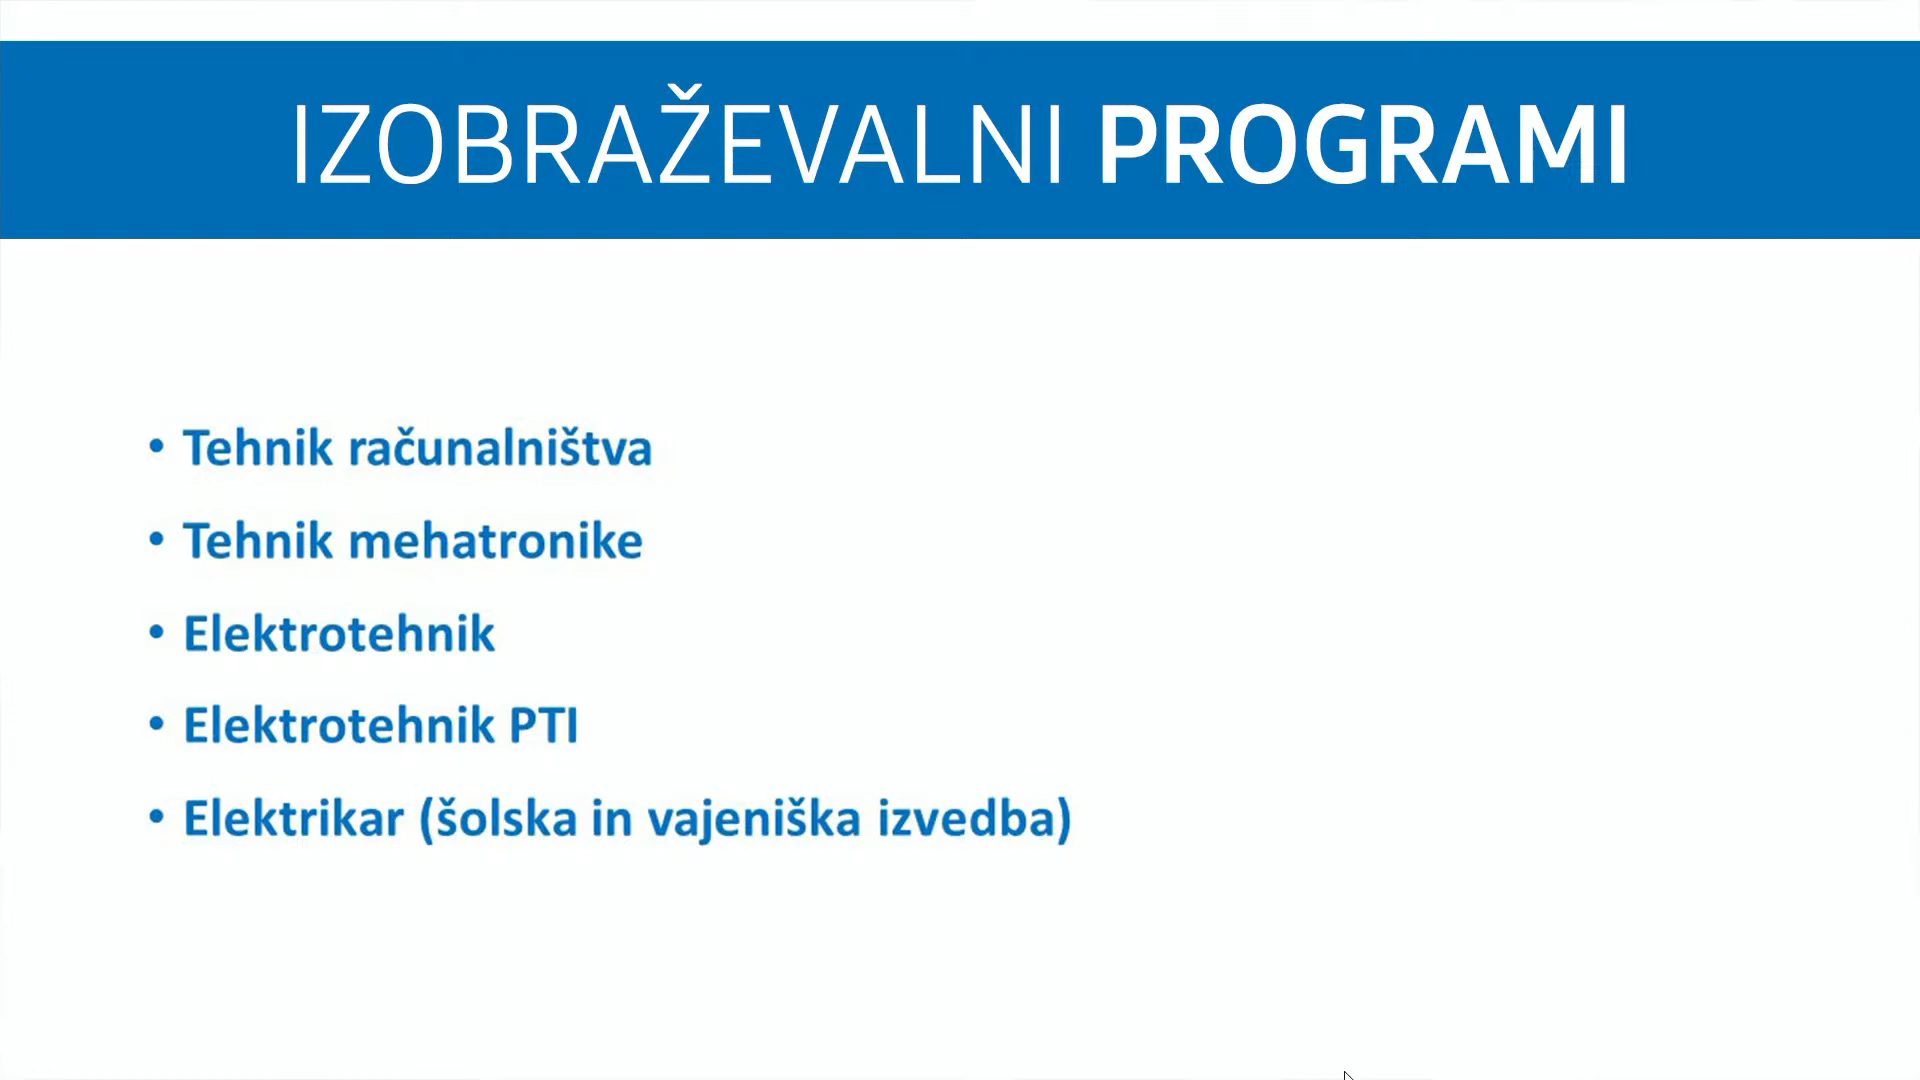 IZOBRAŽEVALNI PROGRAMI
• Tehnik računalništva
• Tehnik mehatronike
• Elektrotehnik
• Elektrotehnik PTI
• Elektrikar (šolska in vajeniška izvedba)